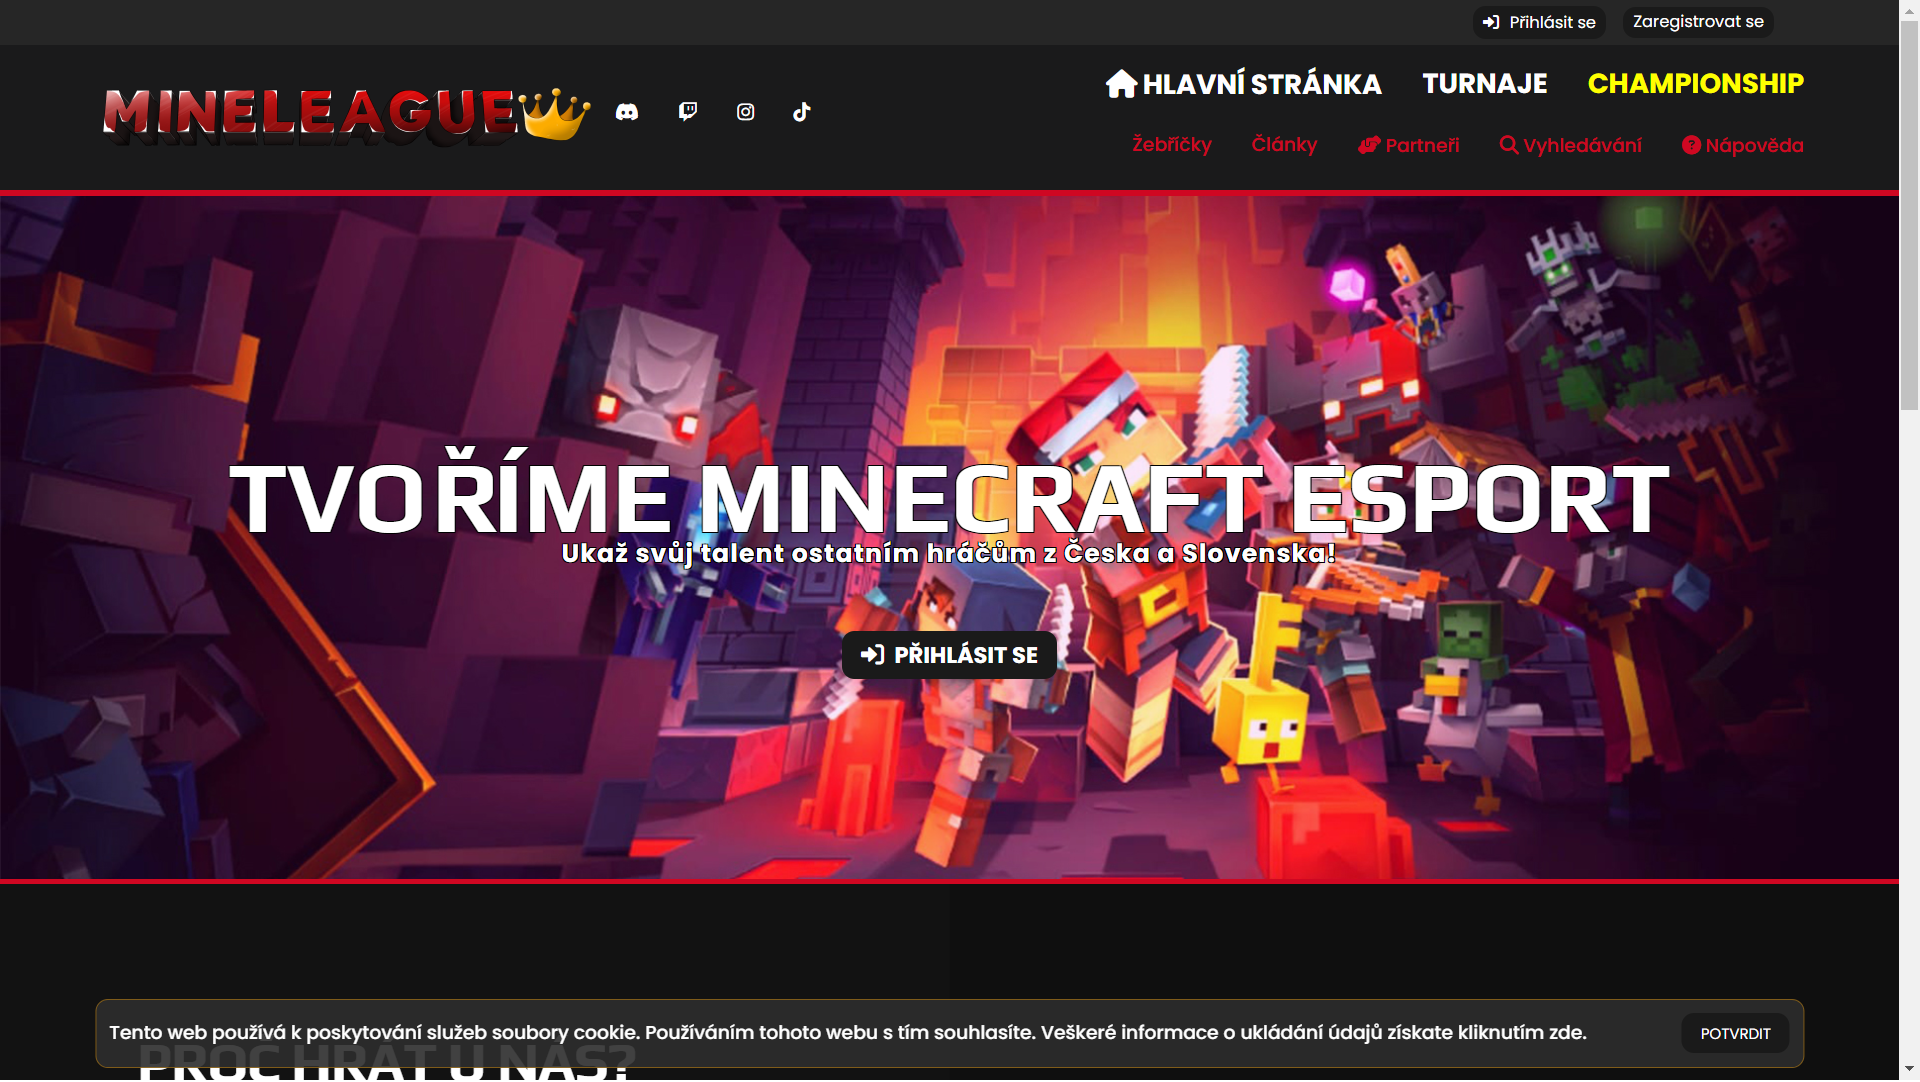 Přihlásit se
Zaregistrovat se
MINELEAGUE
HLAVNÍ STRÁNKA
TURNAJE
CHAMPIONSHIP
Žebříčky
Články
Partneři
Vyhledávání
Nápověda
TVOŘÍME MINECRAFT ESPORT
Ukaž svůj talent ostatním hráčům z Česka a Slovenska!
PŘIHLÁSIT SE
Tento web používá k poskytování služeb soubory cookie. Používáním tohoto webu s tím souhlasíte. Veškeré informace o ukládání údajů získate kliknutím zde.
POTVRDIT
PROČ HRÁT U NÁS?